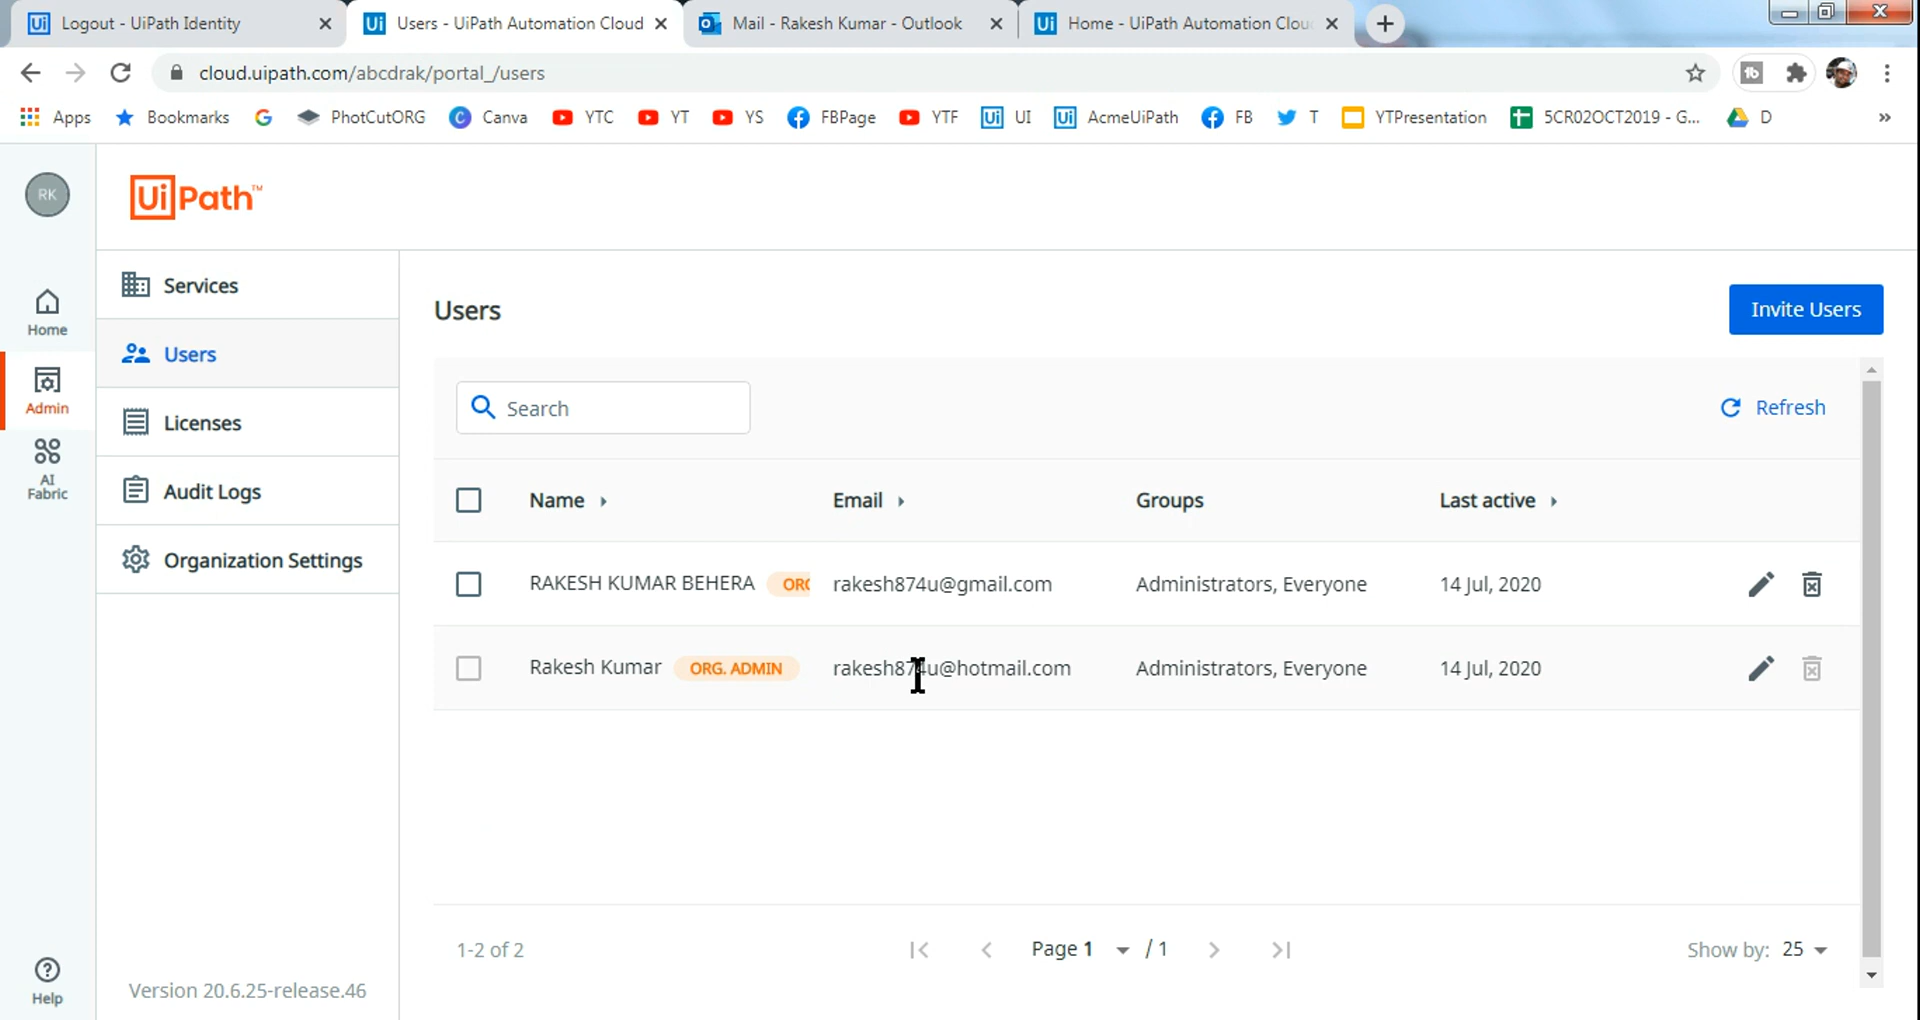 Logout - UiPath Identity
Users - UiPath Automation Cloud
Mail - Rakesh Kumar - Outlook
Home - UiPath Automation Clou
cloud.uipath.com/abcdrak/portal_/users
Apps Bookmarks PhotCutORG Canva YTC YT YS FBPage YTF UI AcmeUiPath FB T YTPresentation 5CR02OCT2019 - G... D
RK
UiPath™
Home
Admin
AI
Fabric
Help
Services
Users
Licenses
Audit Logs
Organization Settings
Version 20.6.25-release.46
Users
Invite Users
Search
Refresh
Name Email Groups Last active
RAKESH KUMAR BEHERA ORG rakesh874u@gmail.com Administrators, Everyone 14 Jul, 2020
Rakesh Kumar ORG. ADMIN rakesh874u@hotmail.com Administrators, Everyone 14 Jul, 2020
1-2 of 2
Page 1 / 1
Show by: 25